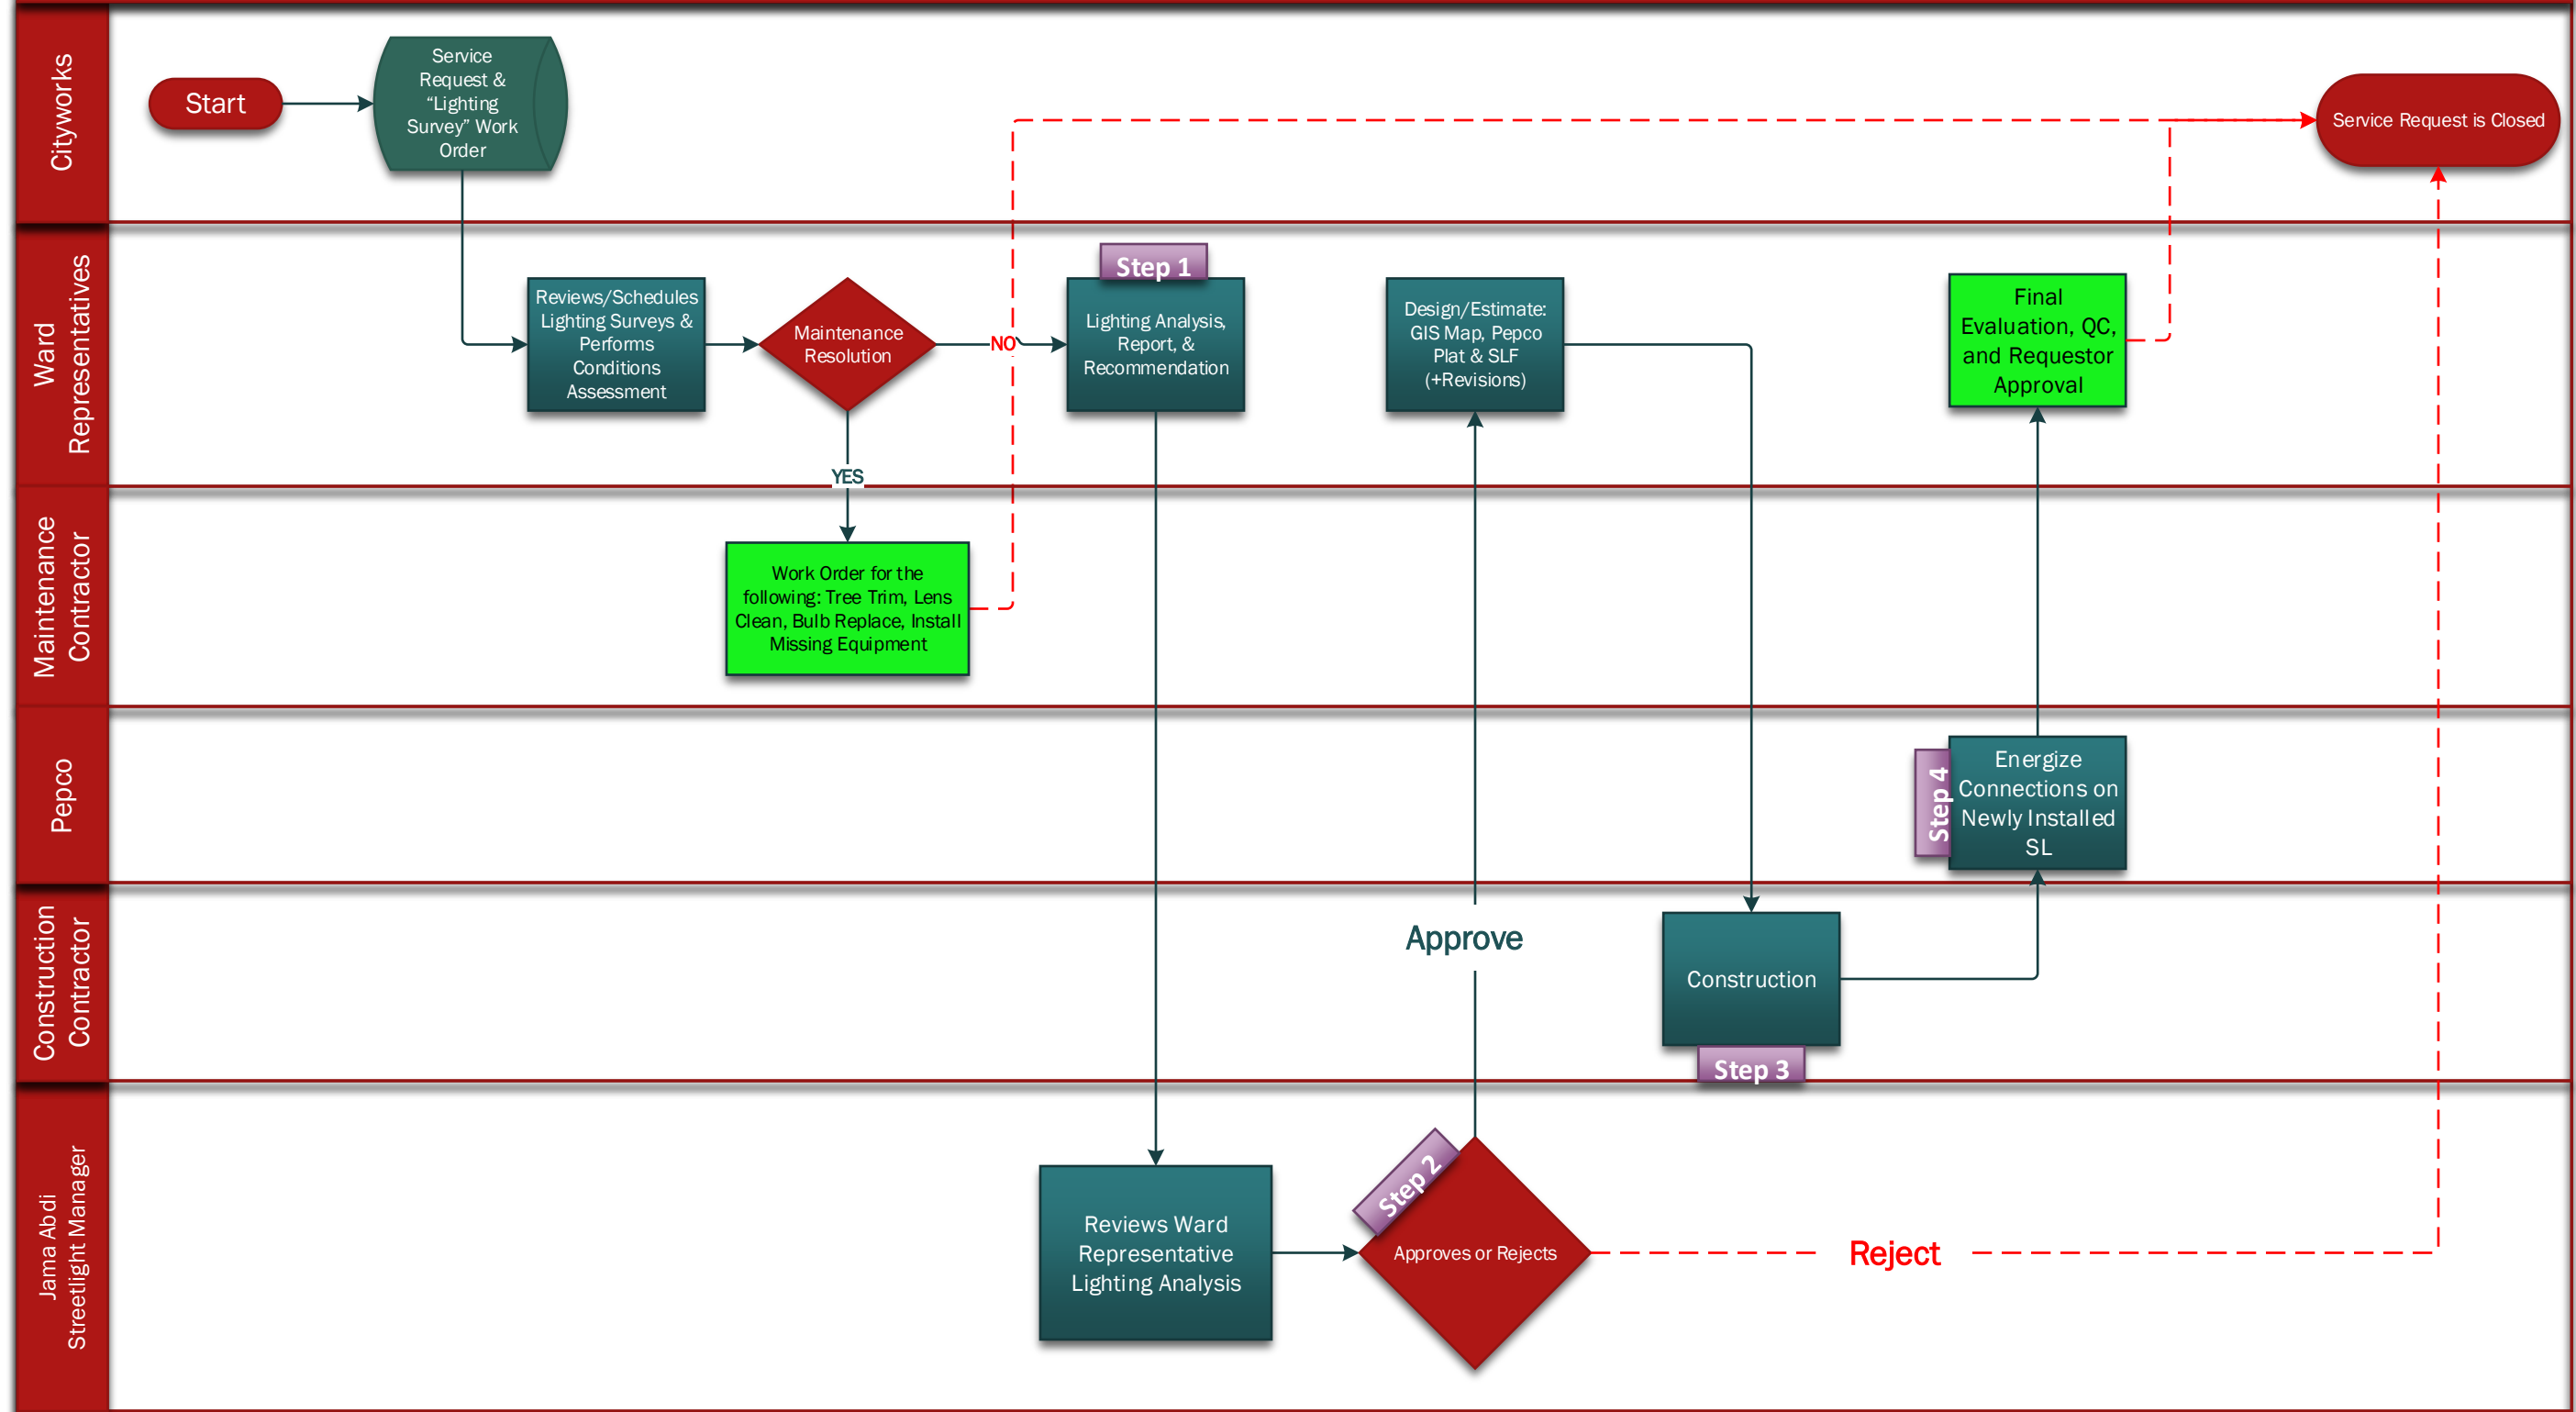 Cityworks
Start
Service
Request &
“Lighting
Survey” Work
Order
Service Request is Closed
Ward
Representatives
Reviews/Schedules
Lighting Surveys &
Performs
Conditions
Assessment
Maintenance
Resolution
NO
YES
Step 1
Lighting Analysis,
Report, &
Recommendation
Design/Estimate:
GIS Map, Pepco
Plat & SLF
(+Revisions)
Final
Evaluation, QC,
and Requestor
Approval
Maintenance
Contractor
Work Order for the
following: Tree Trim, Lens
Clean, Bulb Replace, Install
Missing Equipment
Pepco
Step 4
Energize
Connections on
Newly Installed
SL
Construction
Contractor
Approve
Construction
Step 3
Jama Abdi
Streetlight Manager
Reviews Ward
Representative
Lighting Analysis
Step 2
Approves or Rejects
Reject